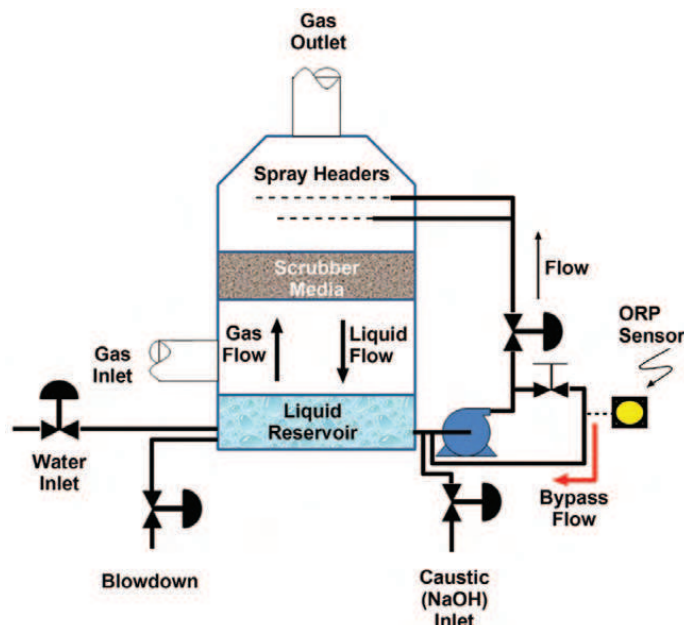 Gas
Outlet
Spray Headers
Scrubber
Media
Flow
ORP
Sensor
Gas
Flow
Liquid
Flow
Gas
Inlet
Liquid
Reservoir
Water
Inlet
Bypass
Flow
Blowdown
Caustic
(NaOH)
Inlet